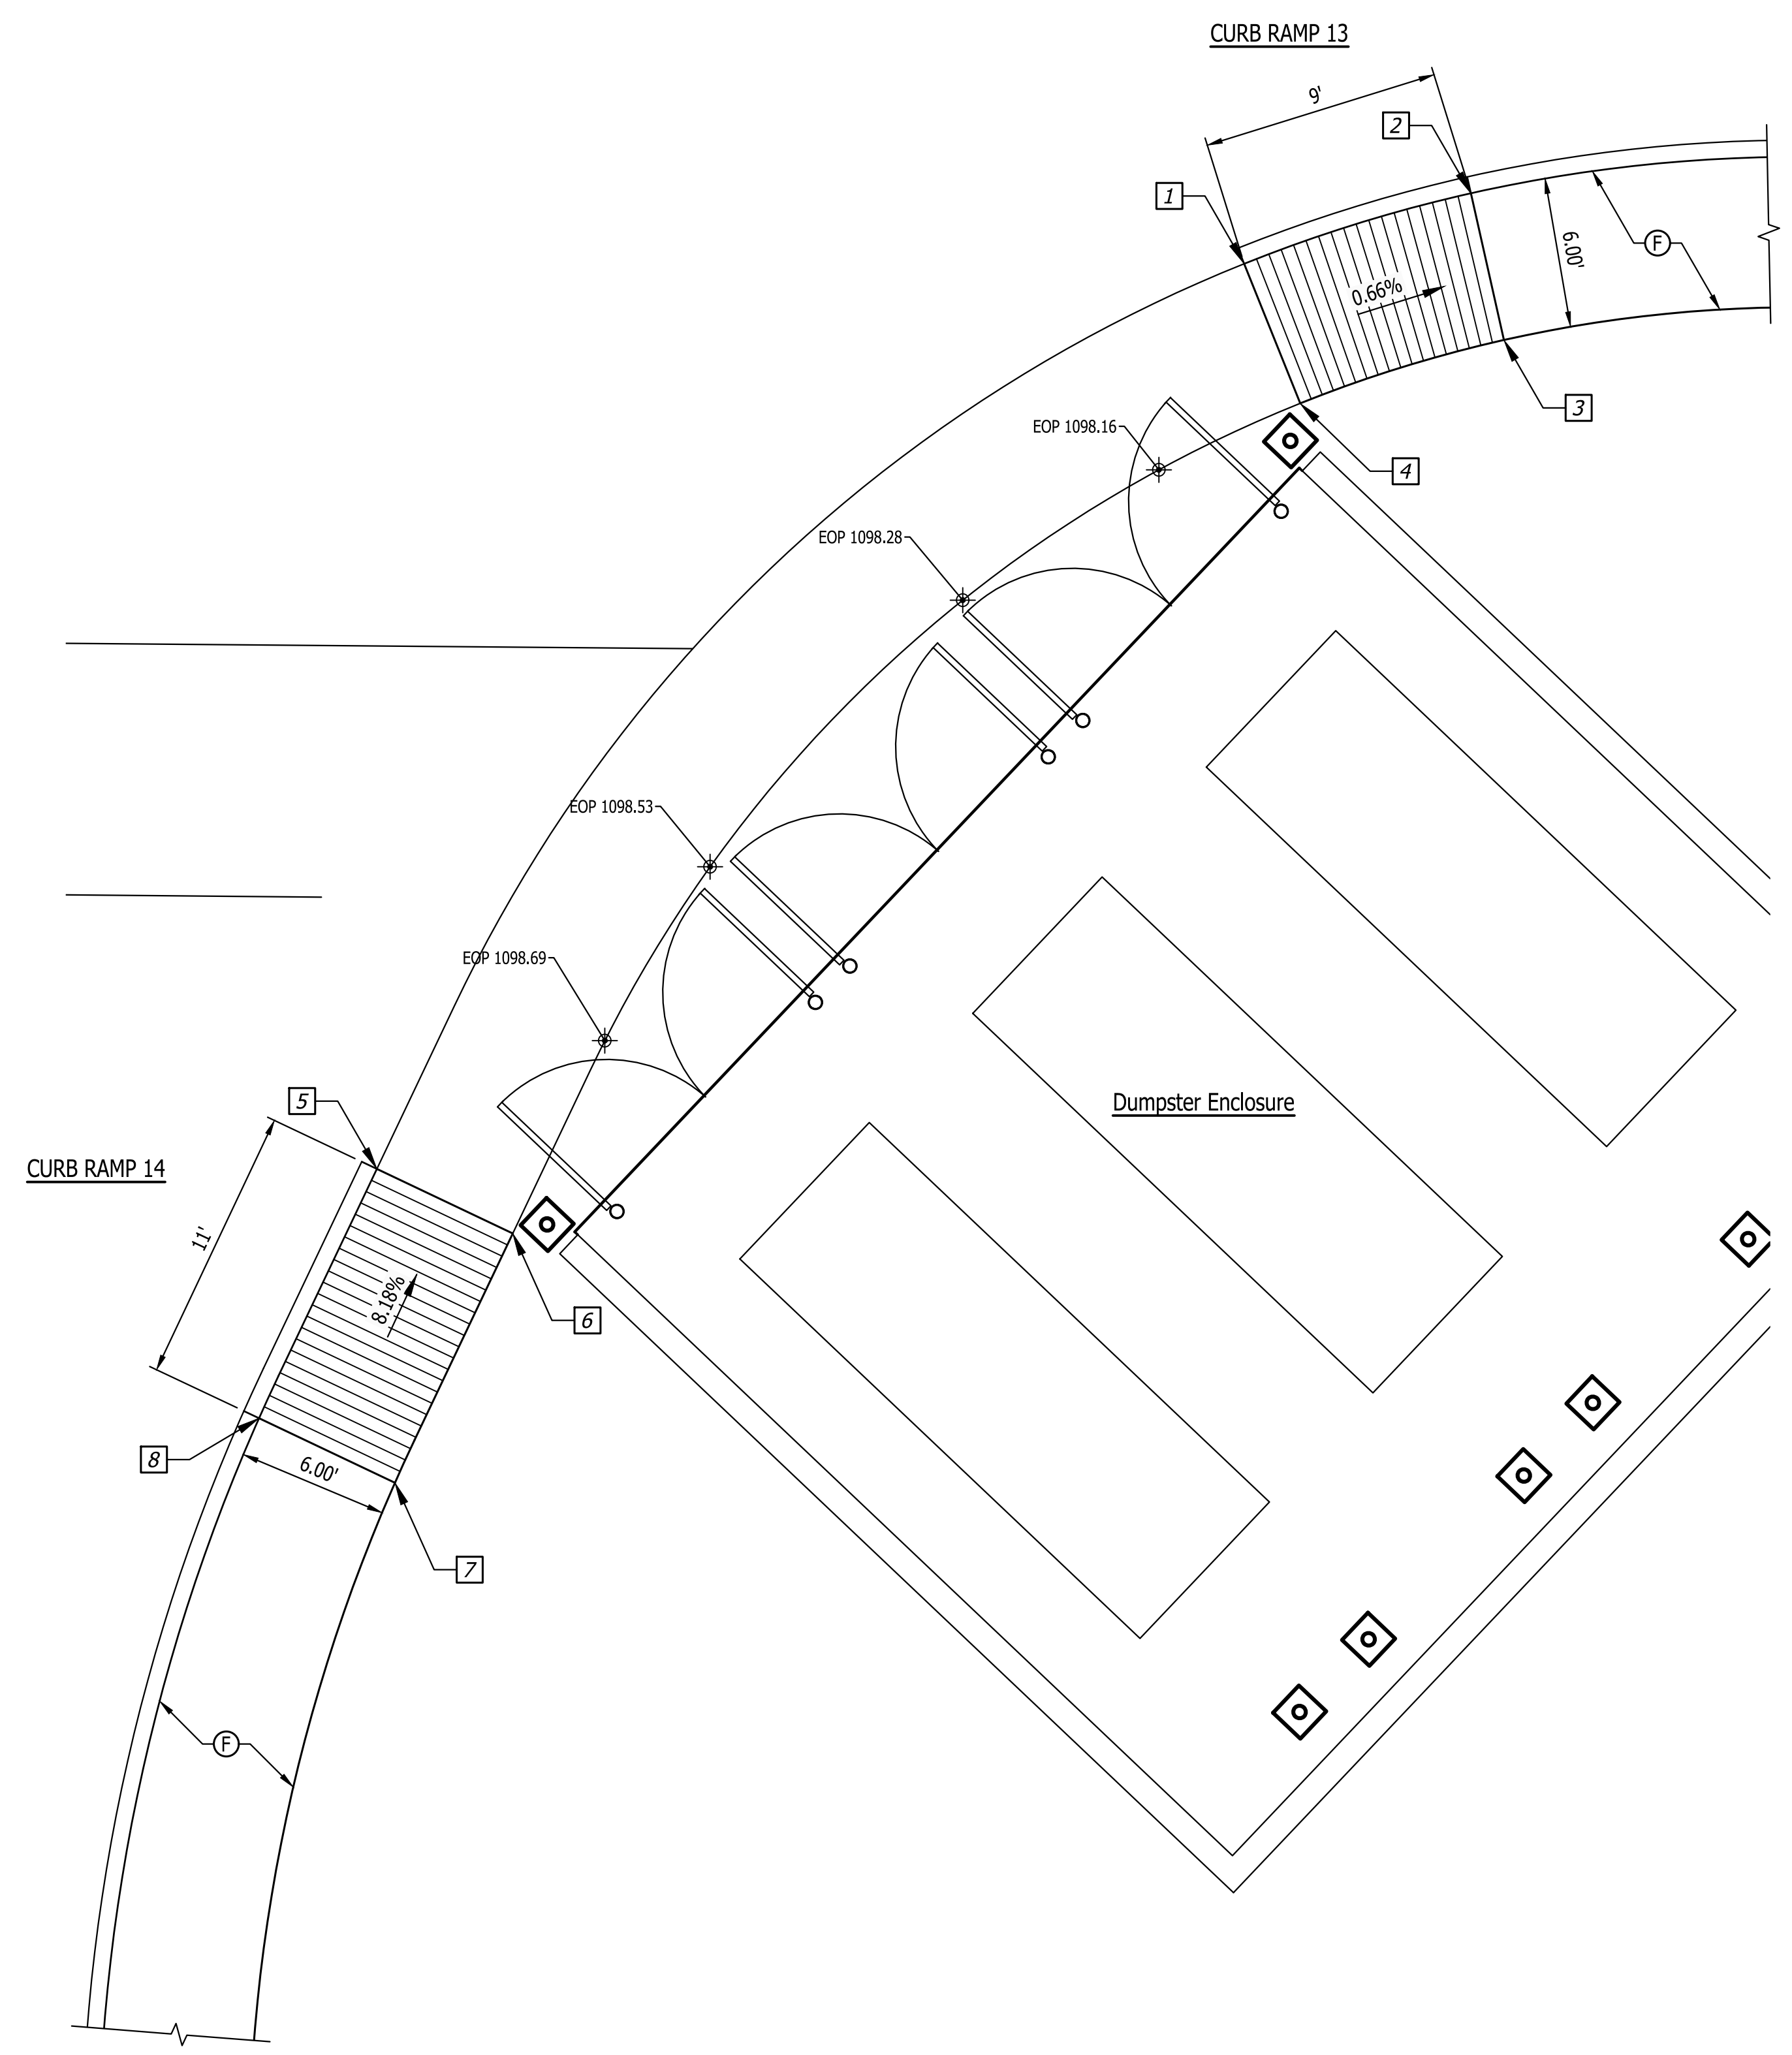 CURB RAMP 13
9'
2
1
6.00'
F
0.66%
3
EOP 1098.16
4
EOP 1098.28
EOP 1098.53
EOP 1098.69
5
Dumpster Enclosure
CURB RAMP 14
11'
8.18%
6
8
6.00'
7
F